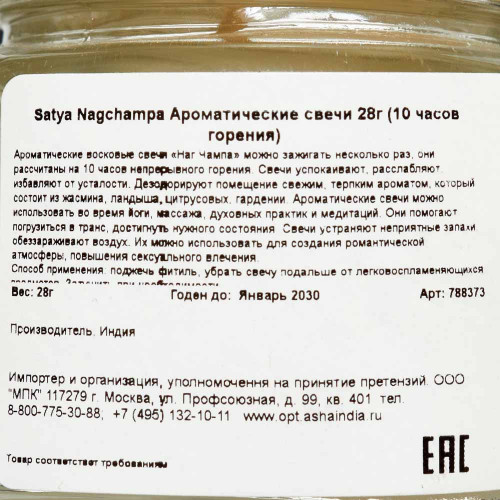 Satya Nagchampa Ароматические свечи 28г (10 часов
горения)
Ароматические восковые свечи «Наг Чампа» можно зажигать несколько раз, они
рассчитаны на 10 часов непрерывного горения. Свечи успокаивают, расслабляют,
избавляют от усталости. Дезодорируют помещение свежим, терпким ароматом, который
состоит из жасмина, ландыша, цитрусовых, гардении. Ароматические свечи можно
использовать во время йоги, массажа, духовных практик и медитаций. Они помогают
погрузиться в транс, достигнуть нужного состояния. Свечи устраняют неприятные запахи
обеззараживают воздух. Их можно использовать для создания романтической
атмосферы, повышения сексуального влечения.
Способ применения: поджечь фитиль, убрать свечу подальше от легковоспламеняющихся
Вес: 28г Годен до: Январь 2030 Арт: 788373
Производитель: Индия
Импортер и организация, уполномочення на принятие претензий. ООО
"МПК" 117279 г. Москва, ул. Профсоюзная, д. 99, кв. 401 тел.
8-800-775-30-88; +7 (495) 132-10-11 www.opt.ashaindia.ru
EAC
Товар соответствует требованиям